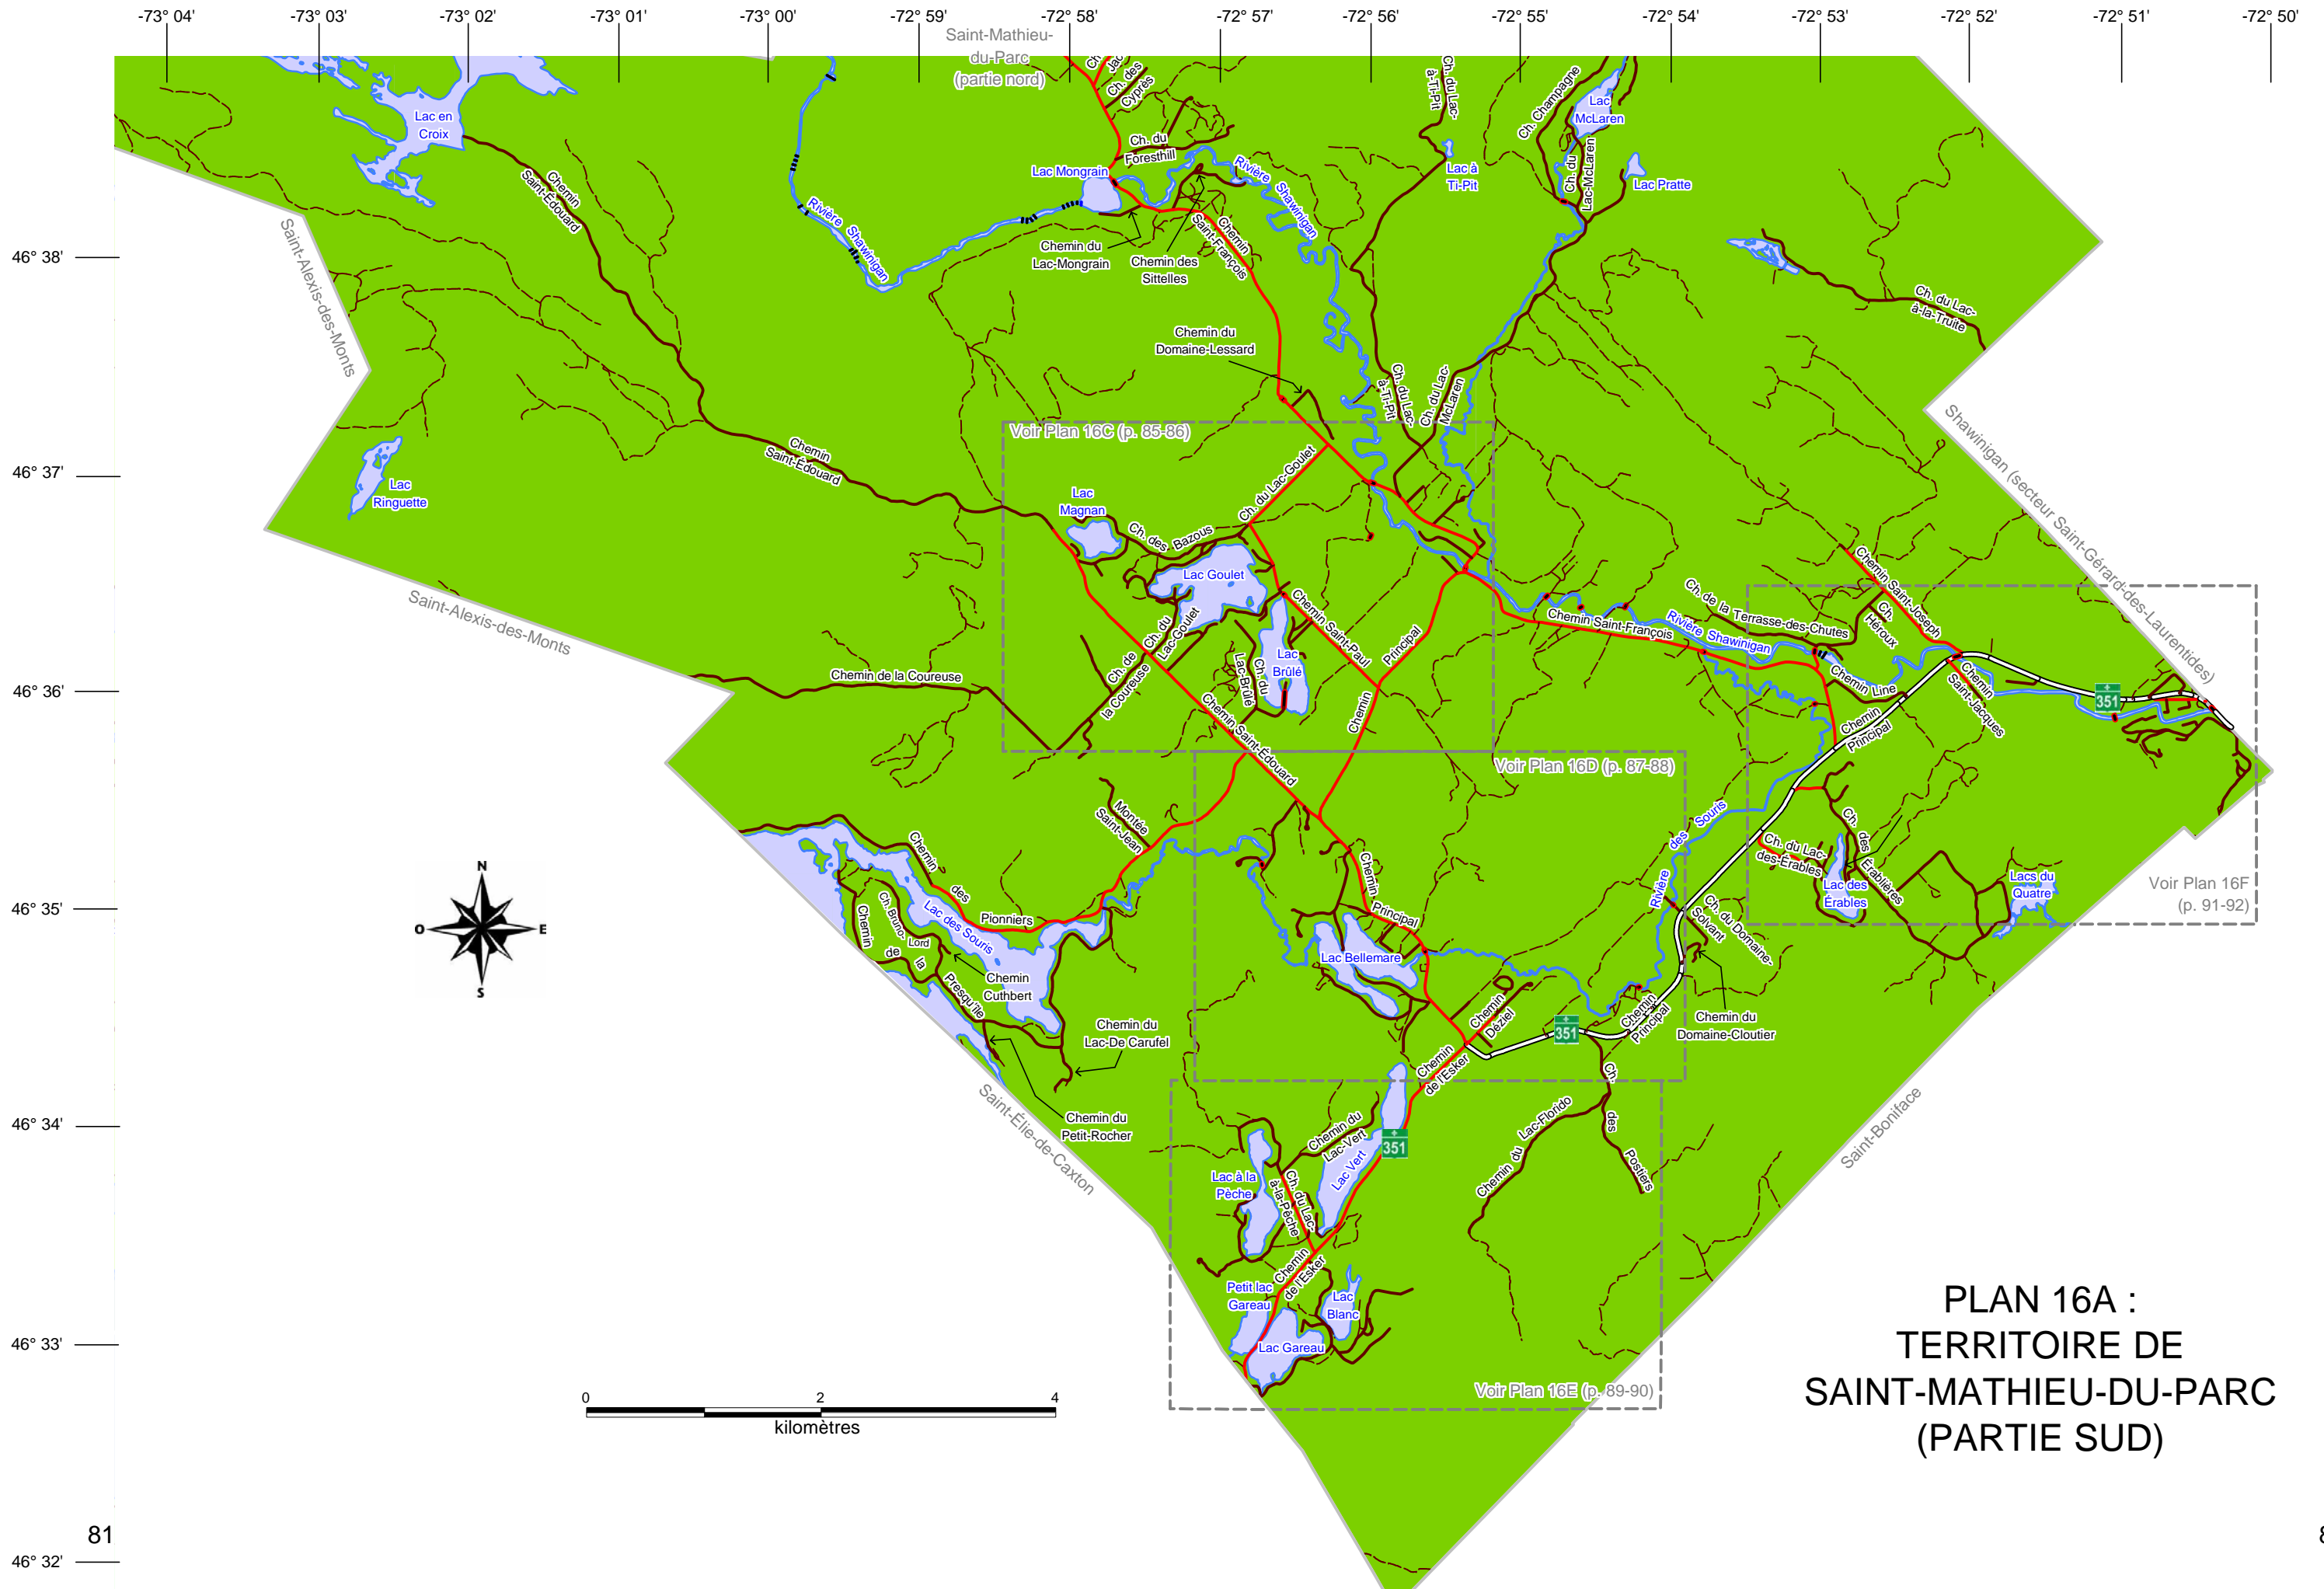 -73° 04'
-73° 03'
-73° 02'
-73° 01'
-73° 00'
-72° 59'
-72° 58'
-72° 57'
-72° 56'
-72° 55'
-72° 54'
-72° 53'
-72° 52'
-72° 51'
-72° 50'
46° 38'
46° 37'
46° 36'
46° 35'
46° 34'
46° 33'
46° 32'
Saint-Mathieu-
du-Parc
(partie nord)
Lac en
Croix
Chemin
Saint-Édouard
Saint-Alexis-des-Monts
Rivière Shawinigan
Ch. des
Cyprès
Ch. du
Foresthill
Lac Mongrain
Rivière Shawinigan
Chemin du
Lac-Mongrain
Chemin des
Sittelles
Chemin
Saint-François
Ch. du Lac-
à-Ti-Pit
Lac à
Ti-Pit
Ch. Champagne
Lac
McLaren
Ch. du
Lac-McLaren
Lac Pratte
Ch. du Lac-
à-la-Truite
Chemin du
Domaine-Lessard
Ch. du Lac-
à-Ti-Pit
Ch. du Lac-
McLaren
Shawinigan (secteur Saint-Gérard-des-Laurentides)
Voir Plan 16C (p. 85-86)
Chemin
Saint-Édouard
Lac
Ringuette
Lac
Magnan
Ch. des Bazous
Ch. du Lac-Goulet
Lac Goulet
Ch. du
Lac-Goulet
Ch. de
la Coureuse
Chemin Saint-Paul
Lac
Brûlé
Ch. du
Lac-Brûlé
Principal
Chemin
Chemin Saint-Édouard
Saint-Alexis-des-Monts
Chemin de la Coureuse
Chemin Saint-François
Rivière Shawinigan
Ch. de la Terrasse-des-Chutes
Chemin Saint-Joseph
Ch.
Héroux
Chemin Line
Chemin
Principal
Chemin
Saint-Jacques
351
Voir Plan 16D (p. 87-88)
Montée
Saint-Jean
Chemin
des
Pionniers
Lac des Souris
Ch. Bruno-
Lord
Chemin
de
la
Presqu'île
Chemin
Cuthbert
Chemin du
Lac-De Carufel
Chemin du
Petit-Rocher
Chemin
Principal
Lac Bellemare
Rivière
des Souris
Ch. du Lac-
des-Érables
Ch. des
Érablières
Lac des
Érables
Lacs du
Quatre
Voir Plan 16F
(p. 91-92)
Ch. du Domaine-
Solvant
Chemin du
Domaine-Cloutier
Chemin
Principal
351
Chemin
Déziel
Chemin
de l'Esker
Saint-Élie-de-Caxton
Saint-Boniface
Ch.
des
Postiers
Chemin du Lac-Florido
Chemin du
Lac-Vert
351
Lac Vert
Lac à la
Pèche
Ch. du Lac-
à-la-Pêche
Chemin
de l'Esker
Petit lac
Gareau
Lac
Blanc
Lac Gareau
Voir Plan 16E (p. 89-90)
N
O
E
S
0
2
4
kilomètres
PLAN 16A :
TERRITOIRE DE
SAINT-MATHIEU-DU-PARC
(PARTIE SUD)
81